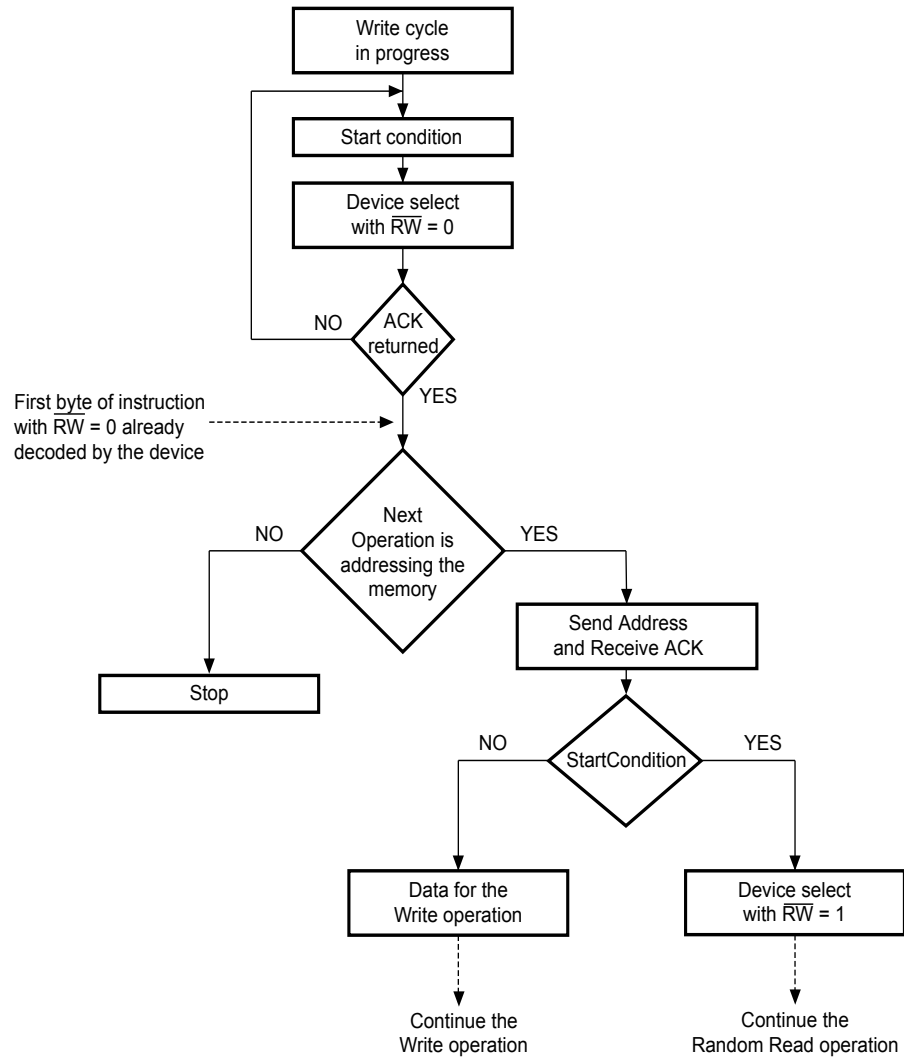 Write cycle
in progress
Start condition
Device select
with R̅W̅ = 0
NO
ACK
returned
YES
First byte of instruction
with R̅W̅ = 0 already
decoded by the device
NO
Next
Operation is
addressing the
memory
YES
Send Address
and Receive ACK
Stop
NO
StartCondition
YES
Data for the
Write operation
Device select
with R̅W̅ = 1
Continue the
Write operation
Continue the
Random Read operation